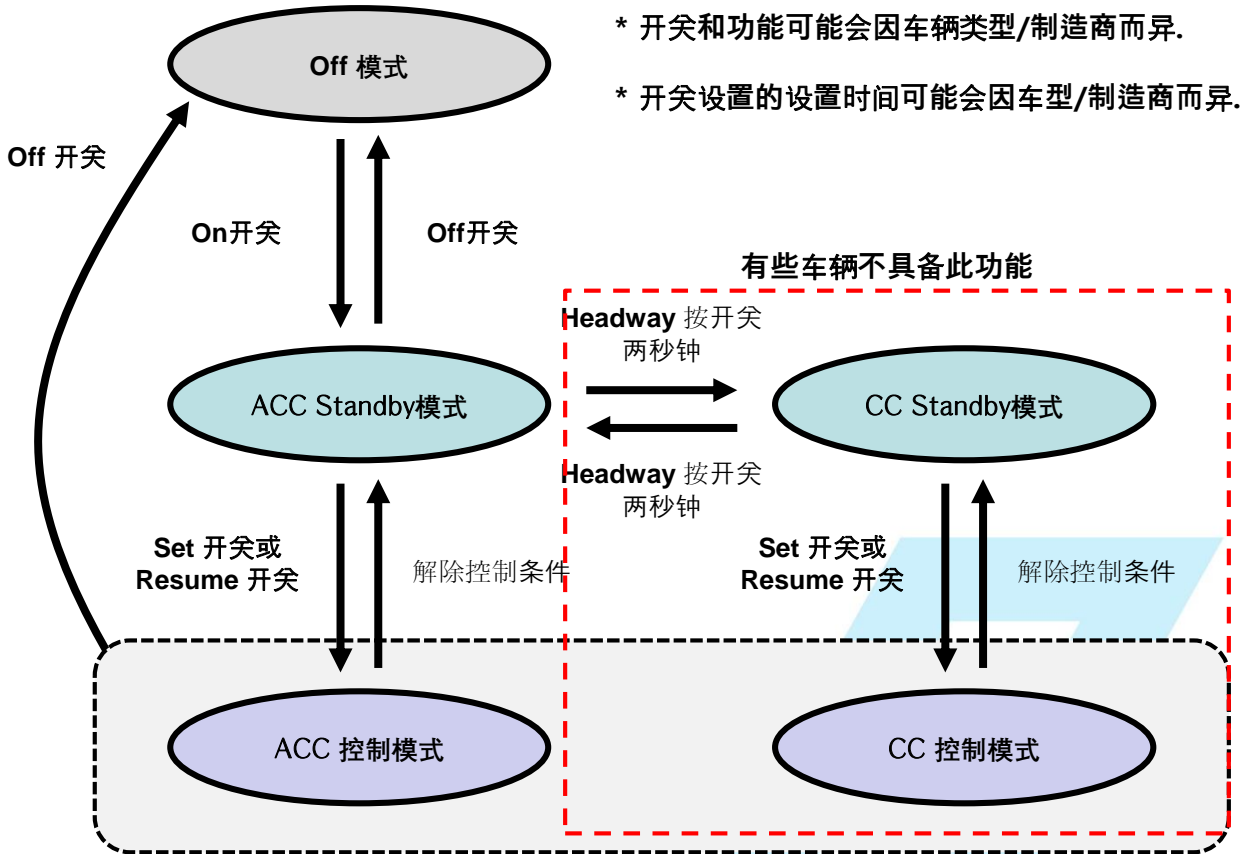 * 开关和功能可能会因车辆类型/制造商而异.
Off 模式
* 开关设置的设置时间可能会因车型/制造商而异.
Off 开关
On开关
Off开关
有些车辆不具备此功能
Headway 按开关
两秒钟
ACC Standby模式
CC Standby模式
Headway 按开关
两秒钟
Set 开关或
Resume 开关
解除控制条件
Set 开关或
Resume 开关
解除控制条件
ACC 控制模式
CC 控制模式